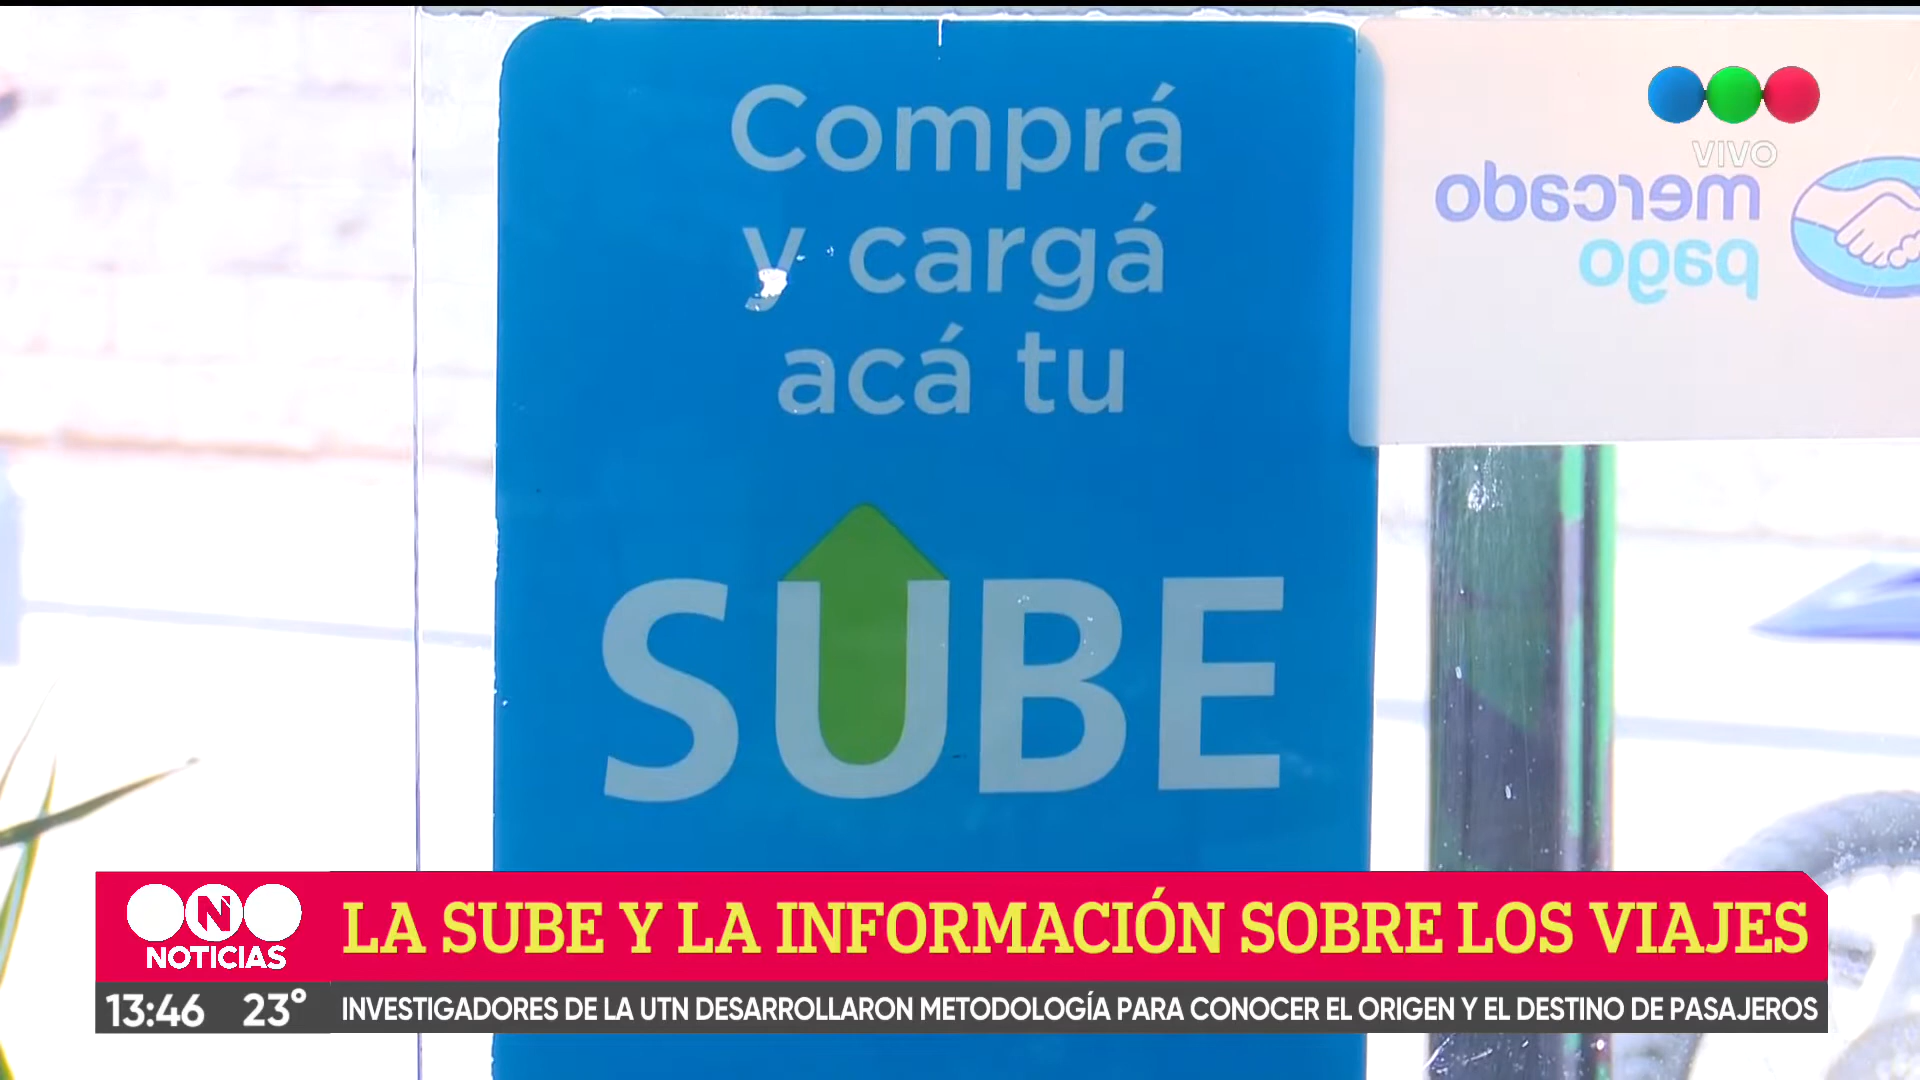 Comprá
y cargá
acá tu
SUBE
VIVO
mercado
pago
N
NOTICIAS
LA SUBE Y LA INFORMACIÓN SOBRE LOS VIAJES
13:46 23°
INVESTIGADORES DE LA UTN DESARROLLARON METODOLOGÍA PARA CONOCER EL ORIGEN Y EL DESTINO DE PASAJEROS